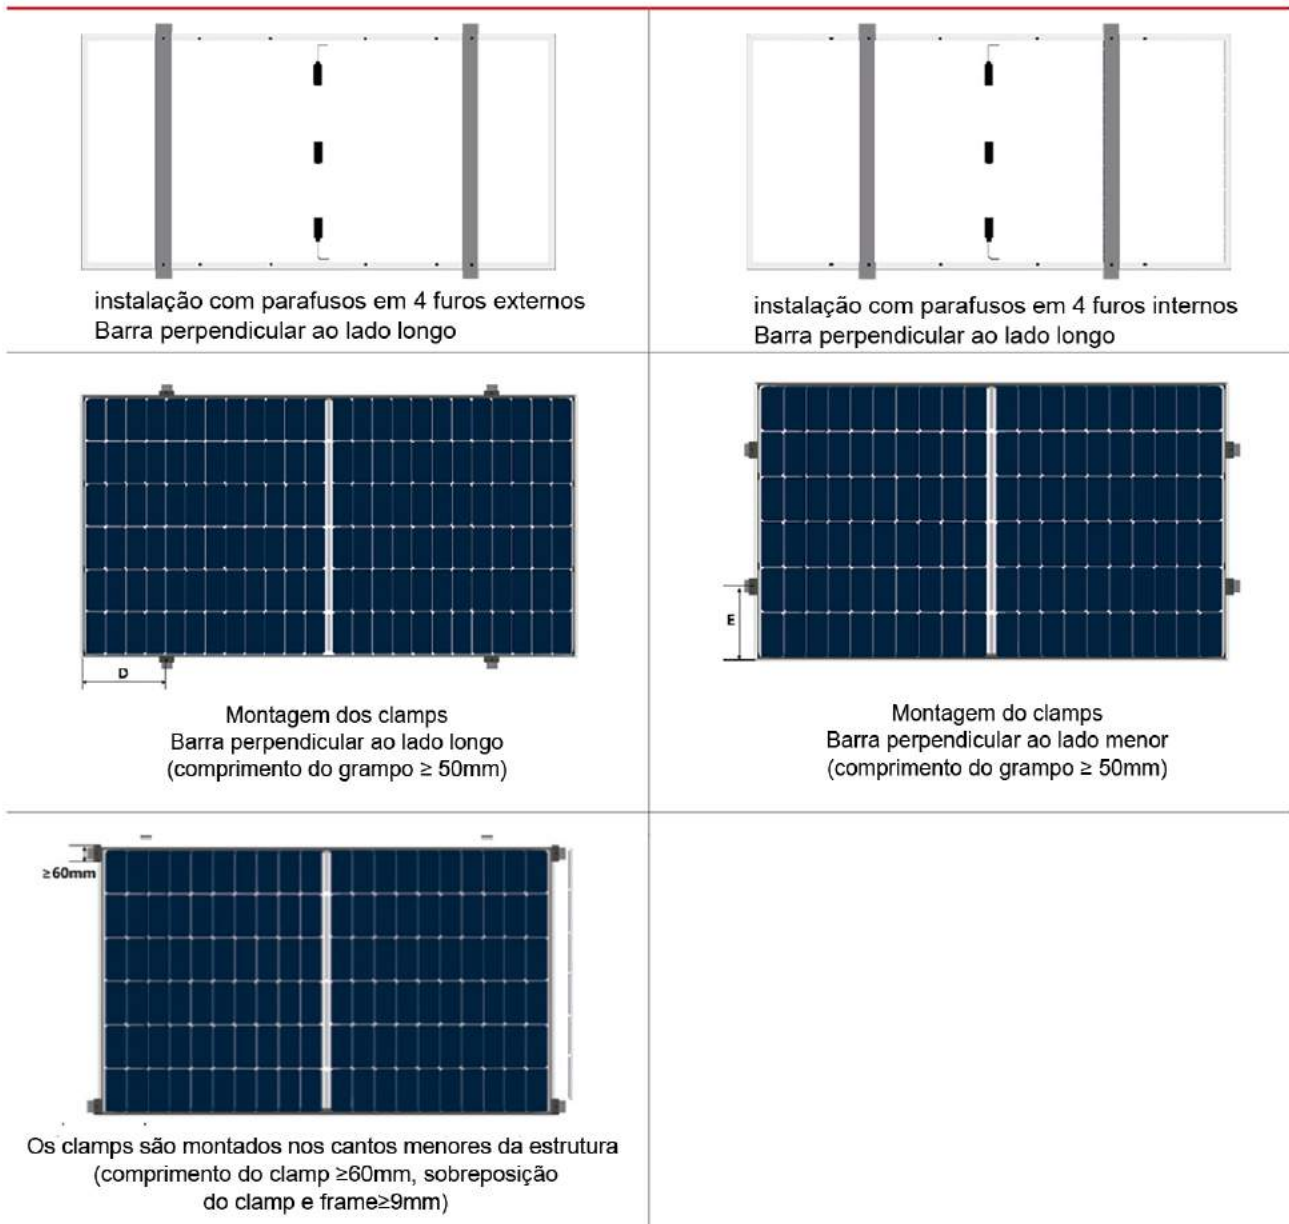 instalação com parafusos em 4 furos externos
Barra perpendicular ao lado longo
instalação com parafusos em 4 furos internos
Barra perpendicular ao lado longo
D
Montagem dos clamps
Barra perpendicular ao lado longo
(comprimento do grampo ≥ 50mm)
E
Montagem do clamps
Barra perpendicular ao lado menor
(comprimento do grampo ≥ 50mm)
≥60mm
Os clamps são montados nos cantos menores da estrutura
(comprimento do clamp ≥60mm, sobreposição
do clamp e frame≥9mm)